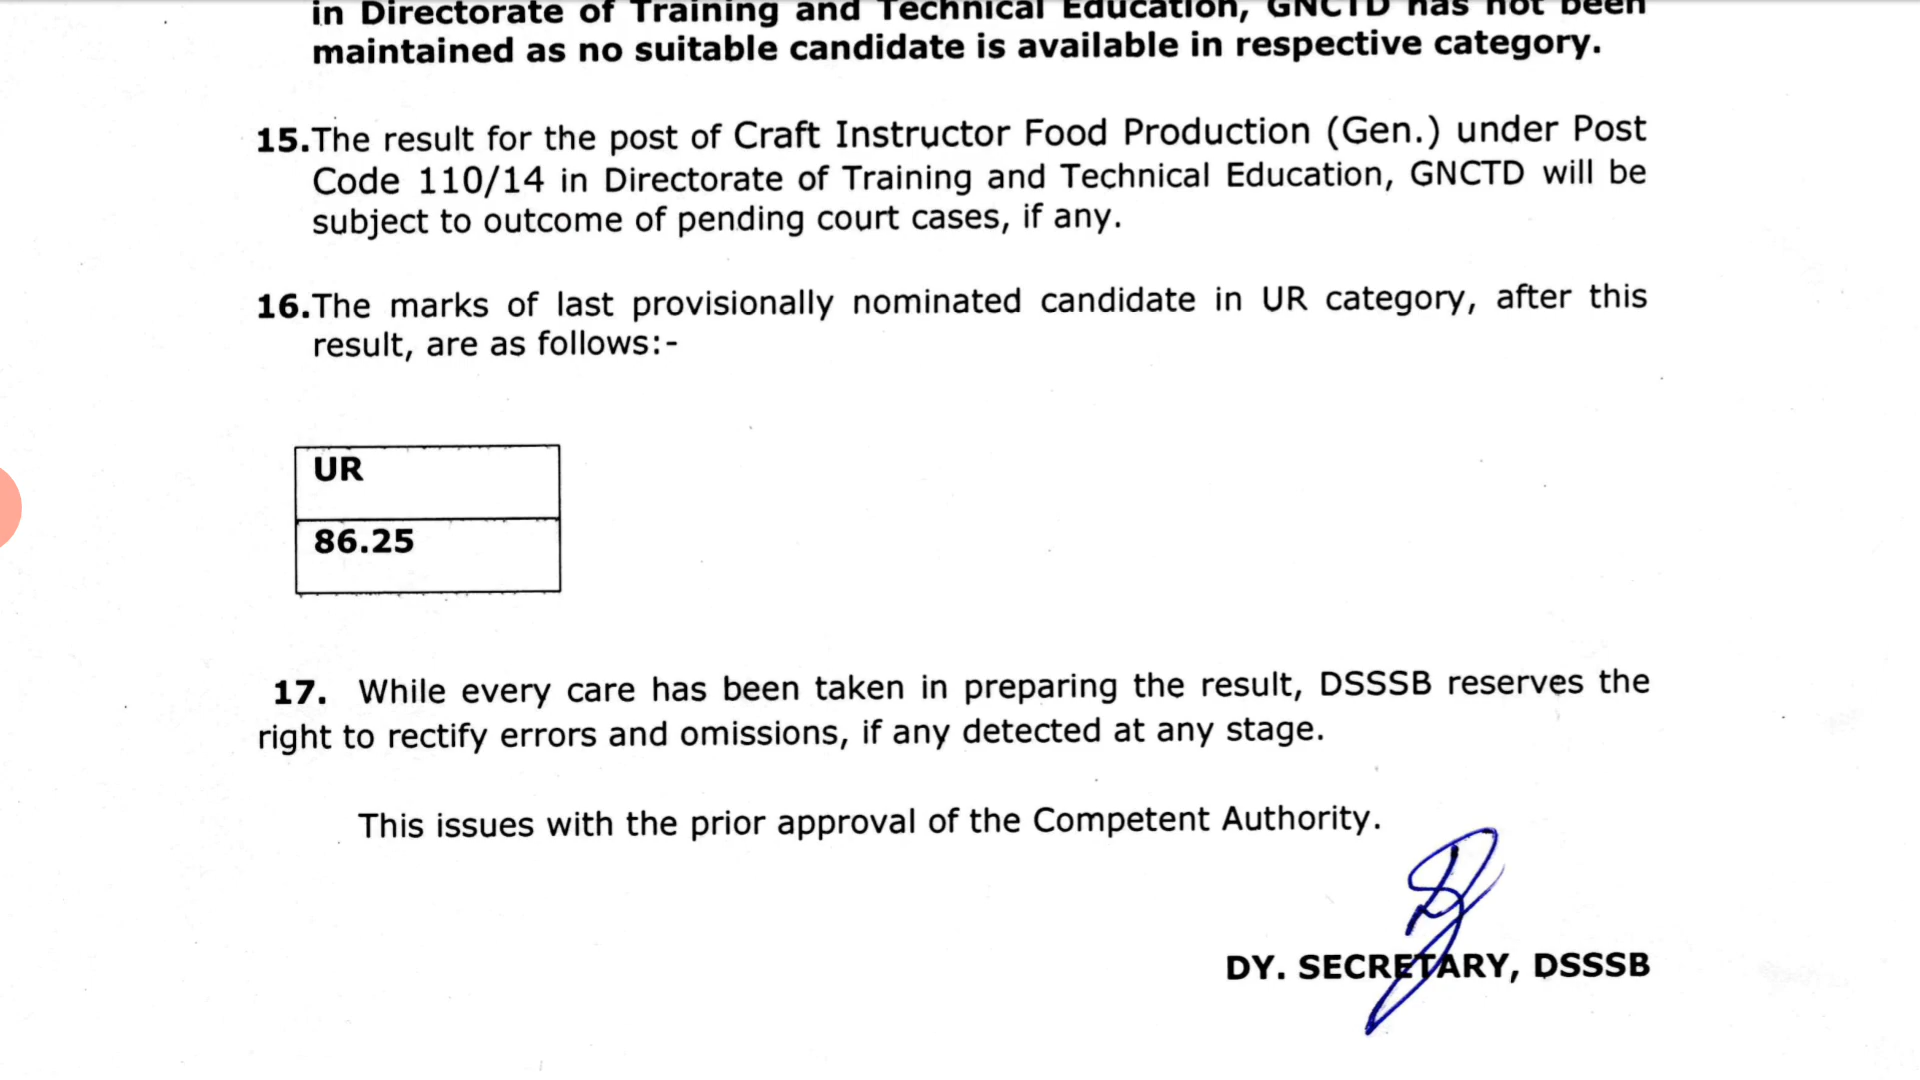 in Directorate of Training and Technical Education, GNCTD has not been
maintained as no suitable candidate is available in respective category.
15.The result for the post of Craft Instructor Food Production (Gen.) under Post
Code 110/14 in Directorate of Training and Technical Education, GNCTD will be
subject to outcome of pending court cases, if any.
16.The marks of last provisionally nominated candidate in UR category, after this
result, are as follows:-
UR
86.25
17. While every care has been taken in preparing the result, DSSSB reserves the
right to rectify errors and omissions, if any detected at any stage.
This issues with the prior approval of the Competent Authority.
DY. SECRETARY, DSSSB